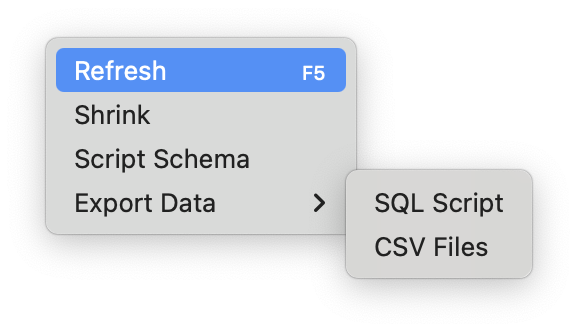 Refresh F5
Shrink
Script Schema
Export Data
SQL Script
CSV Files